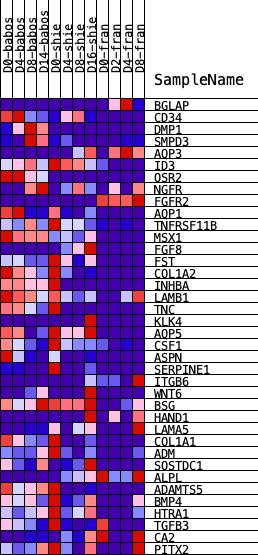 D0-babos
D4-babos
D8-babos
D14-babos
D0-shie
D4-shie
D8-shie
D16-shie
D0-fran
D2-fran
D4-fran
D8-fran
SampleName
BGLAP
CD34
DMP1
SMPD3
AQP3
ID3
OSR2
NGFR
FGFR2
AQP1
TNFRSF11B
MSX1
FGF8
FST
COL1A2
INHBA
LAMB1
TNC
KLK4
AQP5
CSF1
ASPN
SERPINE1
ITGB6
WNT6
BSG
HAND1
LAMA5
COL1A1
ADM
SOSTDC1
ALPL
ADAMTS5
BMP4
HTRA1
TGFB3
CA2
PITX2